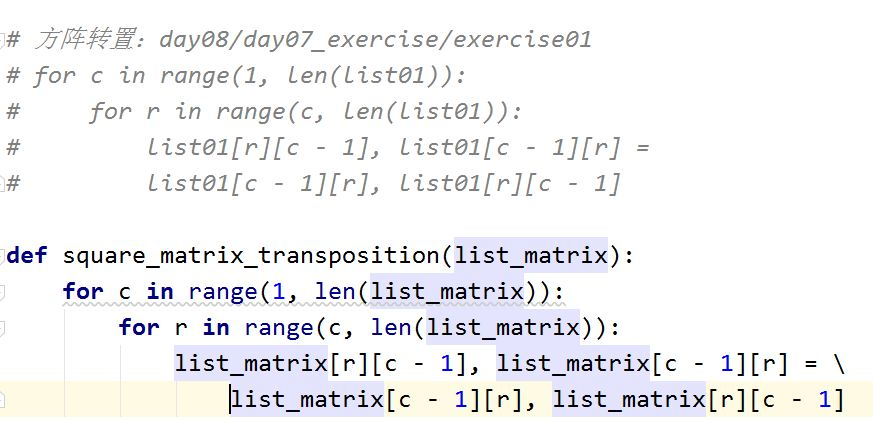 # 方阵转置：day08/day07_exercise/exercise01
# for c in range(1, len(list01)):
#     for r in range(c, len(list01)):
#         list01[r][c - 1], list01[c - 1][r] =
#         list01[c - 1][r], list01[r][c - 1]
def square_matrix_transposition(list_matrix):
    for c in range(1, len(list_matrix)):
        for r in range(c, len(list_matrix)):
            list_matrix[r][c - 1], list_matrix[c - 1][r] = \
                list_matrix[c - 1][r], list_matrix[r][c - 1]